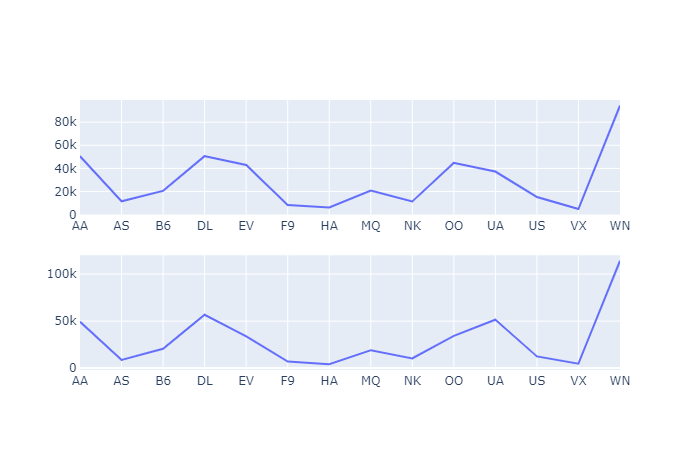 80k
60k
40k
20k
0
AA AS B6 DL EV F9 HA MQ NK OO UA US VX WN
100k
50k
0
AA AS B6 DL EV F9 HA MQ NK OO UA US VX WN